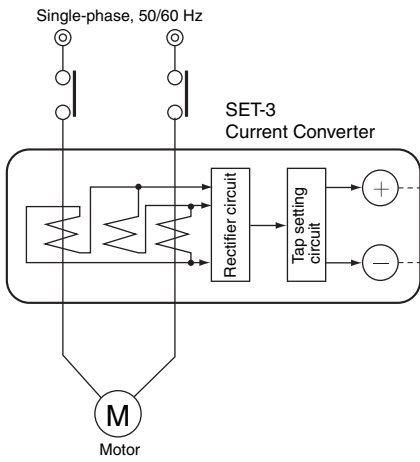 Single-phase, 50/60 Hz
SET-3
Current Converter
Rectifier circuit
Tap setting
circuit
+
−
M
Motor